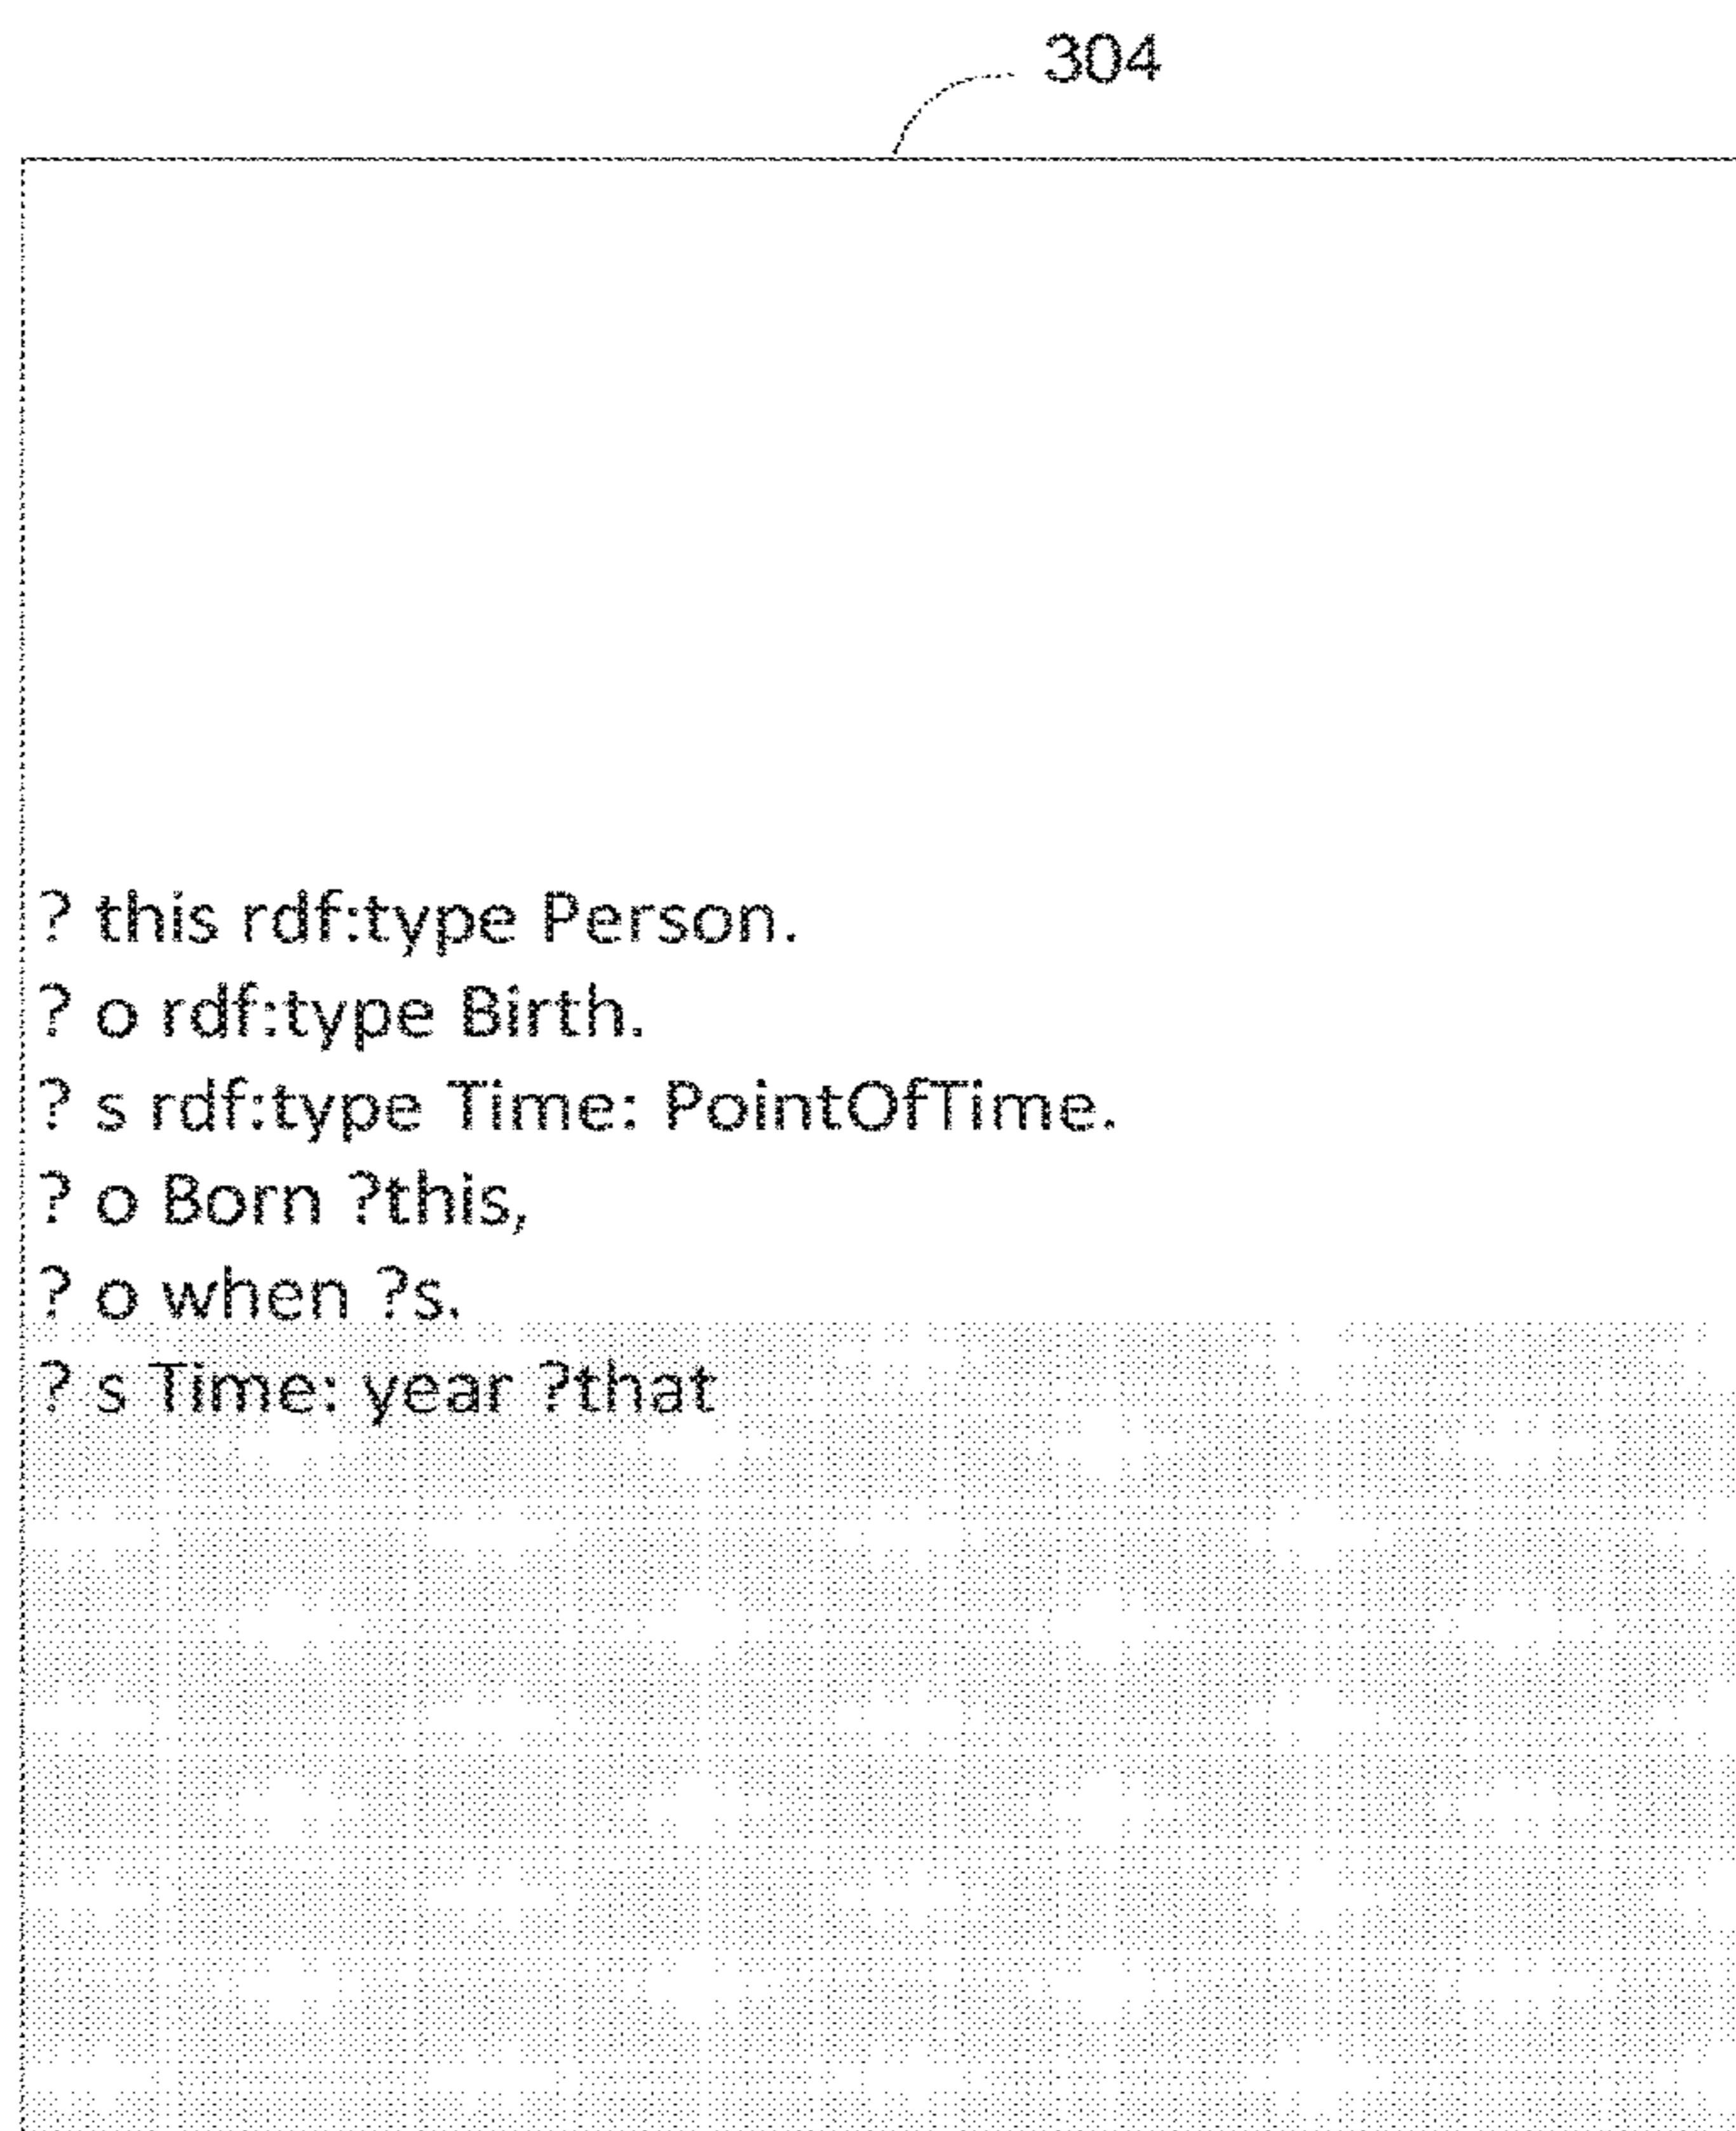 304
? this rdf:type Person.
? o rdf:type Birth.
? s rdf:type Time: PointOfTime.
? o Born ?this,
? o when ?s.
? s Time: year ?that